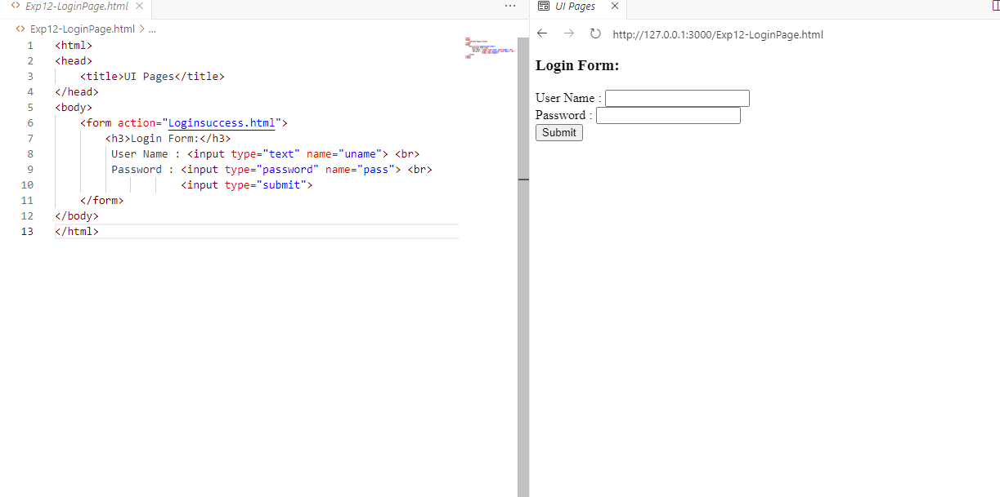 Exp12-LoginPage.html
Exp12-LoginPage.html > ...
1 <html>
2 <head>
3 <title>UI Pages</title>
4 </head>
5 <body>
6 <form action="Loginsuccess.html">
7 <h3>Login Form:</h3>
8 User Name : <input type="text" name="uname"> <br>
9 Password : <input type="password" name="pass"> <br>
10 <input type="submit">
11 </form>
12 </body>
13 </html>
UI Pages
http://127.0.0.1:3000/Exp12-LoginPage.html
Login Form:
User Name :
Password :
Submit